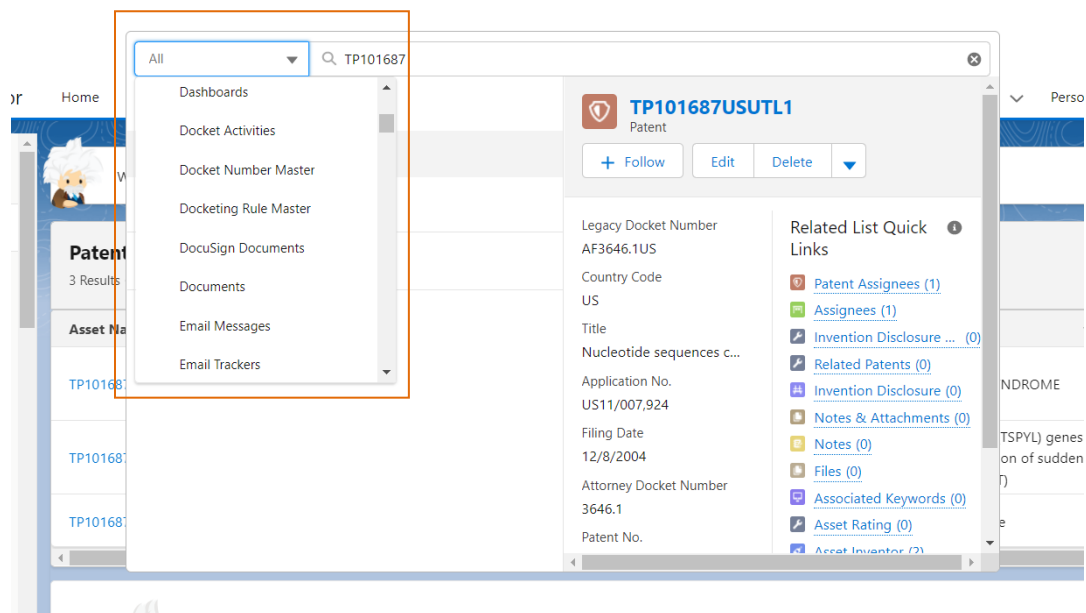 All
TP101687
Home
Perso
Dashboards
Docket Activities
Docket Number Master
Docketing Rule Master
DocuSign Documents
Documents
Email Messages
Email Trackers
Patent
3 Results
Asset Na
TP101687
TP101687
TP101687
TP101687USUTL1
Patent
+ Follow
Edit
Delete
Legacy Docket Number
AF3646.1US
Country Code
US
Title
Nucleotide sequences c...
Application No.
US11/007,924
Filing Date
12/8/2004
Attorney Docket Number
3646.1
Patent No.
Related List Quick
Links
Patent Assignees (1)
Assignees (1)
Invention Disclosure ... (0)
Related Patents (0)
Invention Disclosure (0)
Notes & Attachments (0)
Notes (0)
Files (0)
Associated Keywords (0)
Asset Rating (0)
Asset Inventor (2)
NDROME
TSPYL) genes
on of sudden
T)
e